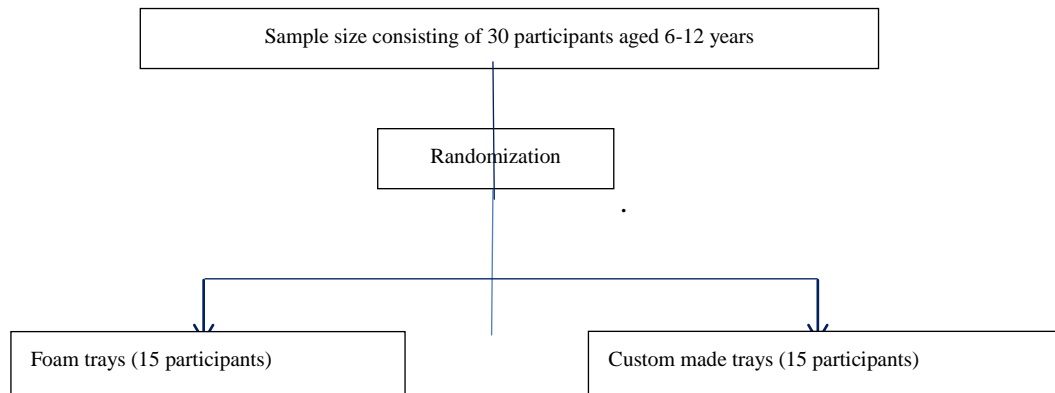 Sample size consisting of 30 participants aged 6-12 years
Randomization
.
Foam trays (15 participants)
Custom made trays (15 participants)